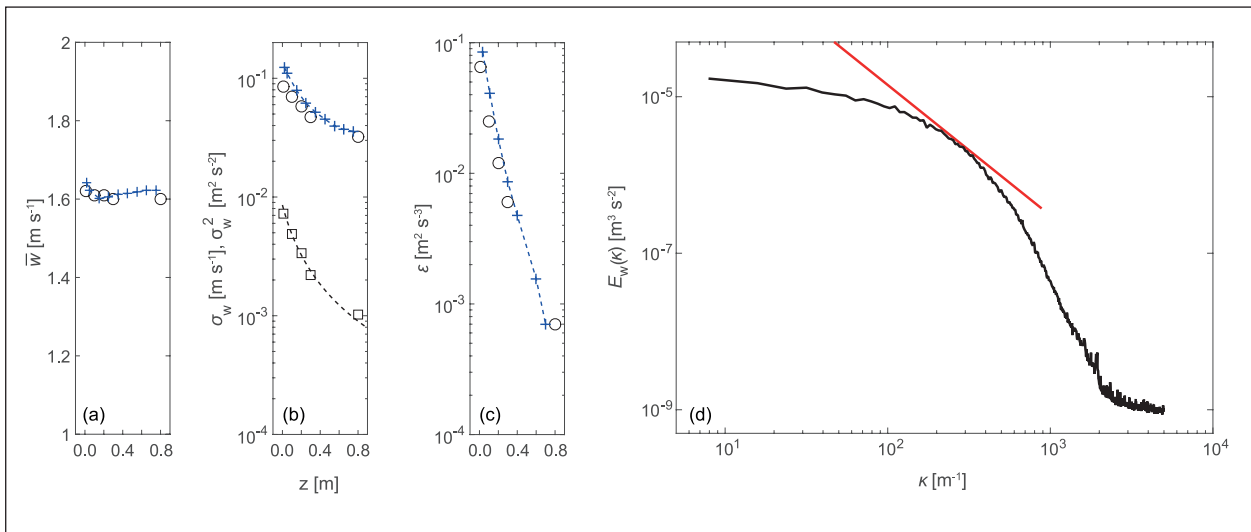 2
1.8
1.6
1.4
1.2
1
w̅ [m s⁻¹]
(a)
0.0 0.4 0.8
10⁻¹
10⁻²
10⁻³
10⁻⁴
σ_w [m s⁻¹], σ_w² [m² s⁻²]
(b)
0.0 0.4 0.8
z [m]
10⁻¹
10⁻²
10⁻³
10⁻⁴
ε [m² s⁻³]
(c)
0.0 0.4 0.8
10⁻⁵
10⁻⁷
10⁻⁹
E_w(κ) [m³ s⁻²]
(d)
10¹ 10² 10³ 10⁴
κ [m⁻¹]